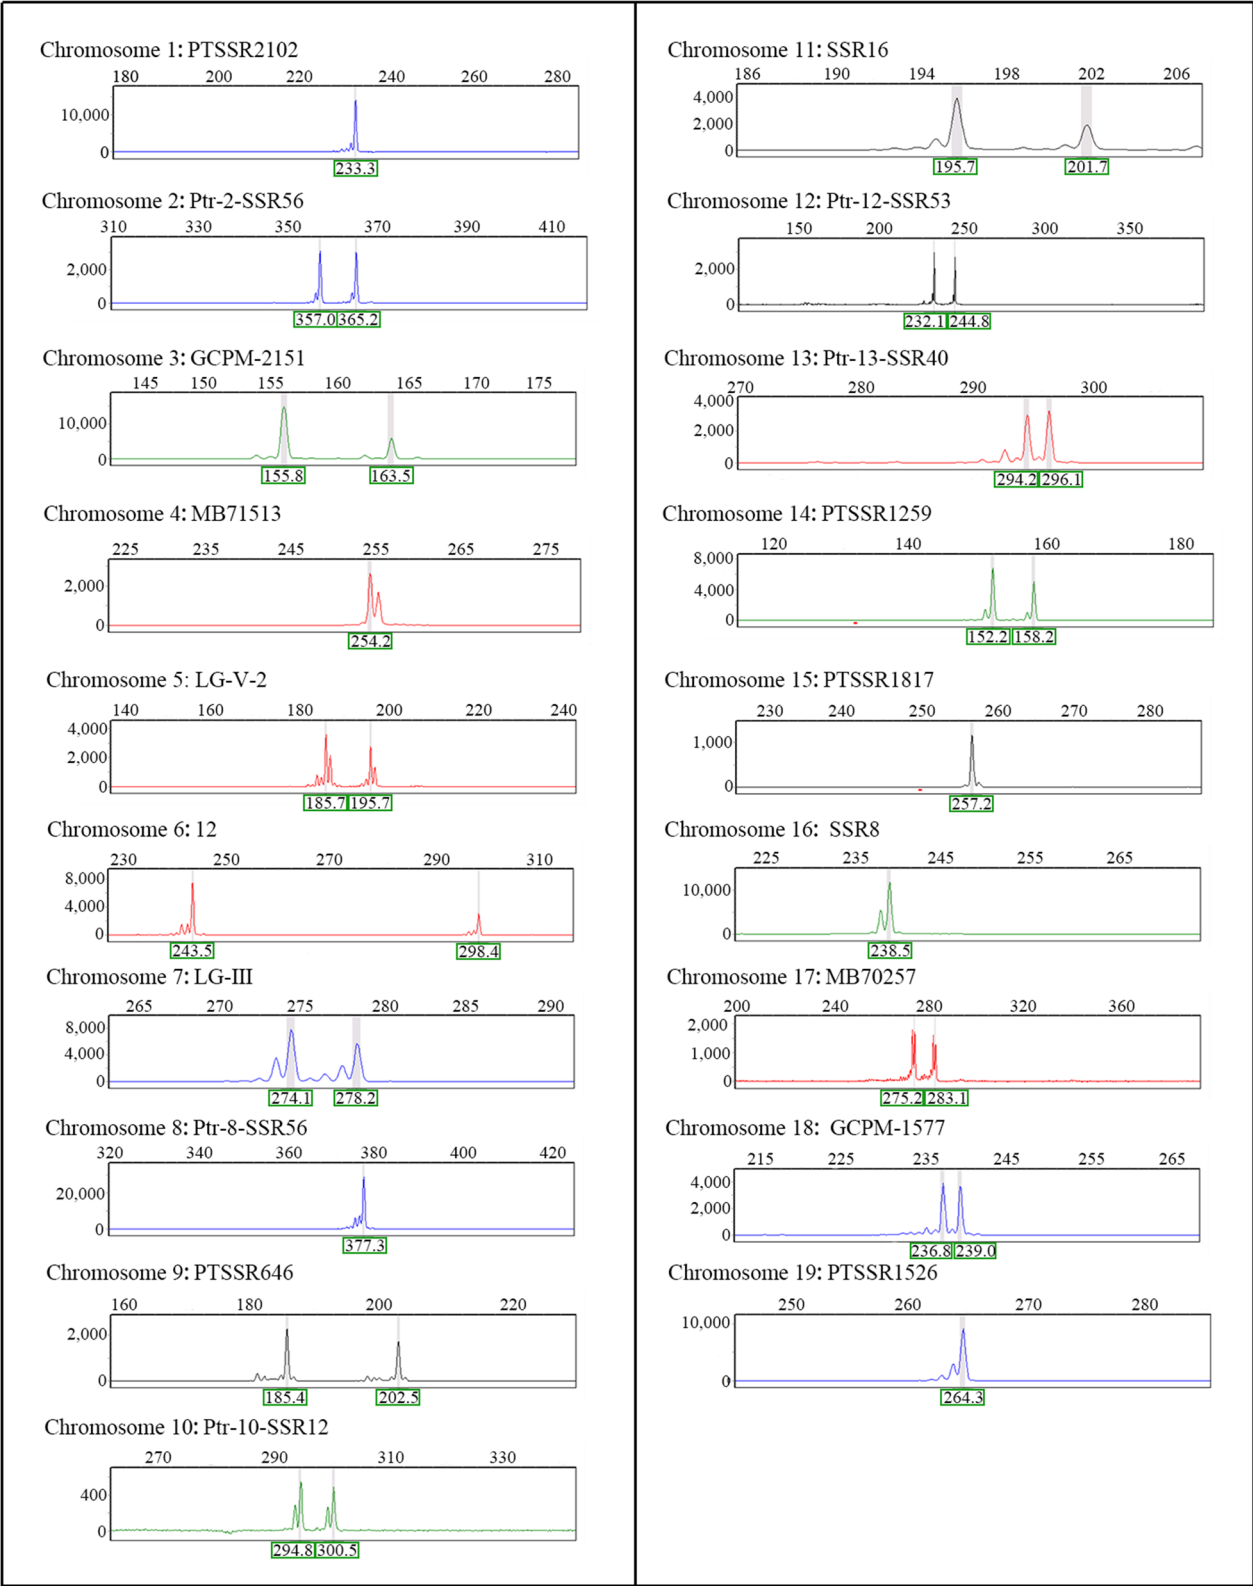 Chromosome 1: PTSSR2102
180 200 220 240 260 280
10,000
0
233.3
Chromosome 2: Ptr-2-SSR56
310 330 350 370 390 410
2,000
0
357.0 365.2
Chromosome 3: GCPM-2151
145 150 155 160 165 170 175
10,000
0
155.8 163.5
Chromosome 4: MB71513
225 235 245 255 265 275
2,000
0
254.2
Chromosome 5: LG-V-2
140 160 180 200 220 240
4,000
2,000
0
185.7 195.7
Chromosome 6: 12
230 250 270 290 310
8,000
4,000
0
243.5 298.4
Chromosome 7: LG-III
265 270 275 280 285 290
8,000
4,000
0
274.1 278.2
Chromosome 8: Ptr-8-SSR56
320 340 360 380 400 420
20,000
0
377.3
Chromosome 9: PTSSR646
160 180 200 220
2,000
0
185.4 202.5
Chromosome 10: Ptr-10-SSR12
270 290 310 330
400
0
294.8 300.5
Chromosome 11: SSR16
186 190 194 198 202 206
4,000
2,000
0
195.7 201.7
Chromosome 12: Ptr-12-SSR53
150 200 250 300 350
2,000
0
232.1 244.8
Chromosome 13: Ptr-13-SSR40
270 280 290 300
4,000
2,000
0
294.2 296.1
Chromosome 14: PTSSR1259
120 140 160 180
8,000
4,000
0
152.2 158.2
Chromosome 15: PTSSR1817
230 240 250 260 270 280
1,000
0
257.2
Chromosome 16: SSR8
225 235 245 255 265
10,000
0
238.5
Chromosome 17: MB70257
200 240 280 320 360
2,000
1,000
0
275.2 283.1
Chromosome 18: GCPM-1577
215 225 235 245 255 265
4,000
2,000
0
236.8 239.0
Chromosome 19: PTSSR1526
250 260 270 280
10,000
0
264.3